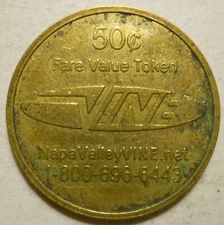 50¢
Fare Value Token
VINE
NapaValleyVINE.net
1-800-696-6443